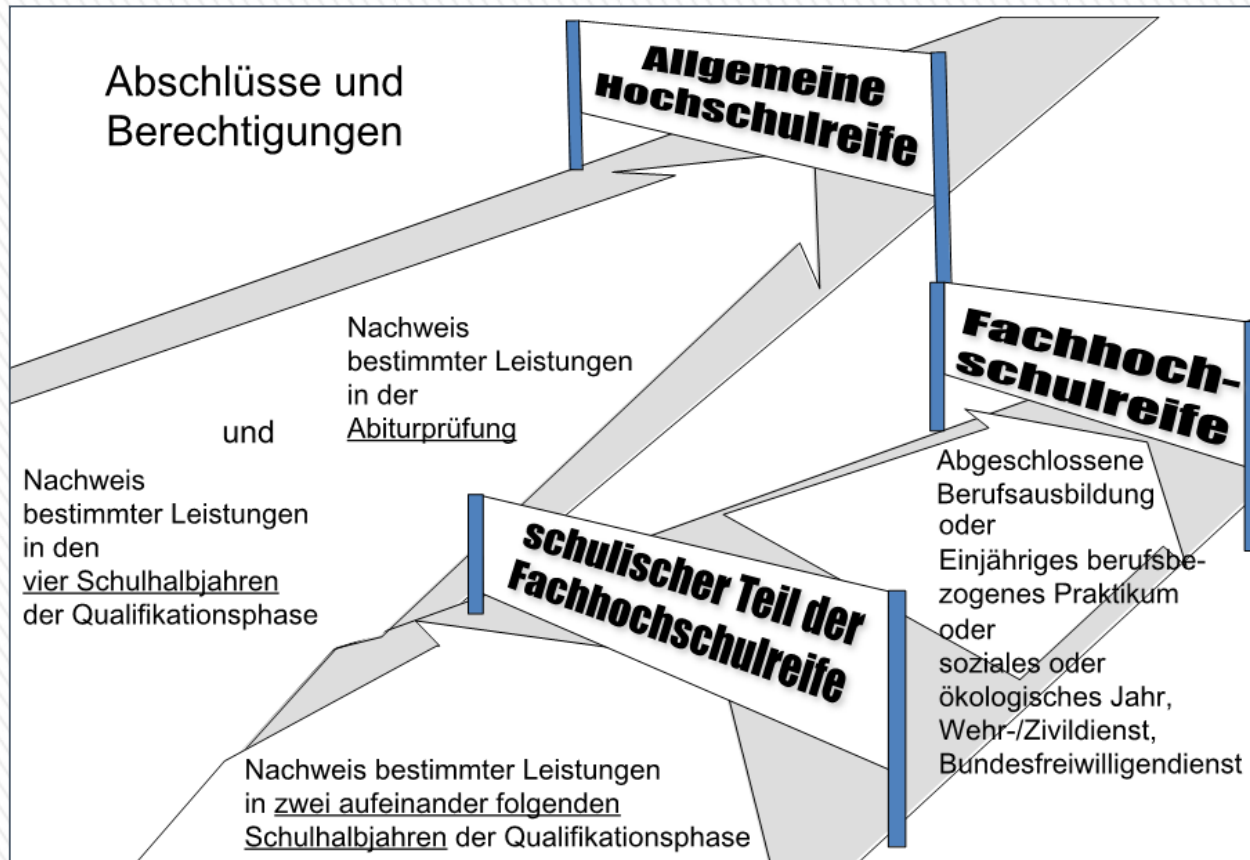 Abschlüsse und
Berechtigungen
Allgemeine
Hochschulreife
Fachhoch-
schulreife
Nachweis
bestimmter Leistungen
in der
Abiturprüfung
und
Nachweis
bestimmter Leistungen
in den
vier Schulhalbjahren
der Qualifikationsphase
schulischer Teil der
Fachhochschulreife
Abgeschlossene
Berufsausbildung
oder
Einjähriges berufsbe-
zogenes Praktikum
oder
soziales oder
ökologisches Jahr,
Wehr-/Zivildienst,
Bundesfreiwilligendienst
Nachweis bestimmter Leistungen
in zwei aufeinander folgenden
Schulhalbjahren der Qualifikationsphase